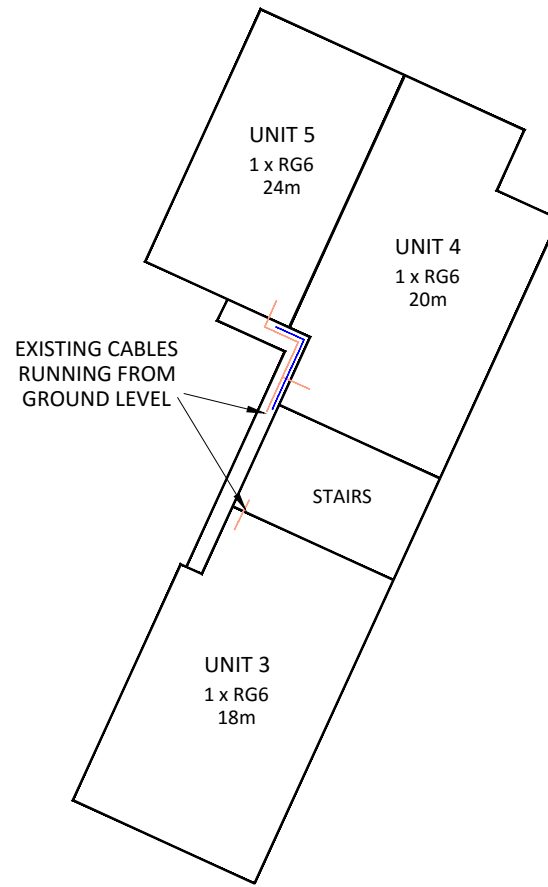 UNIT 5
1 x RG6
24m
UNIT 4
1 x RG6
20m
EXISTING CABLES
RUNNING FROM
GROUND LEVEL
STAIRS
UNIT 3
1 x RG6
18m